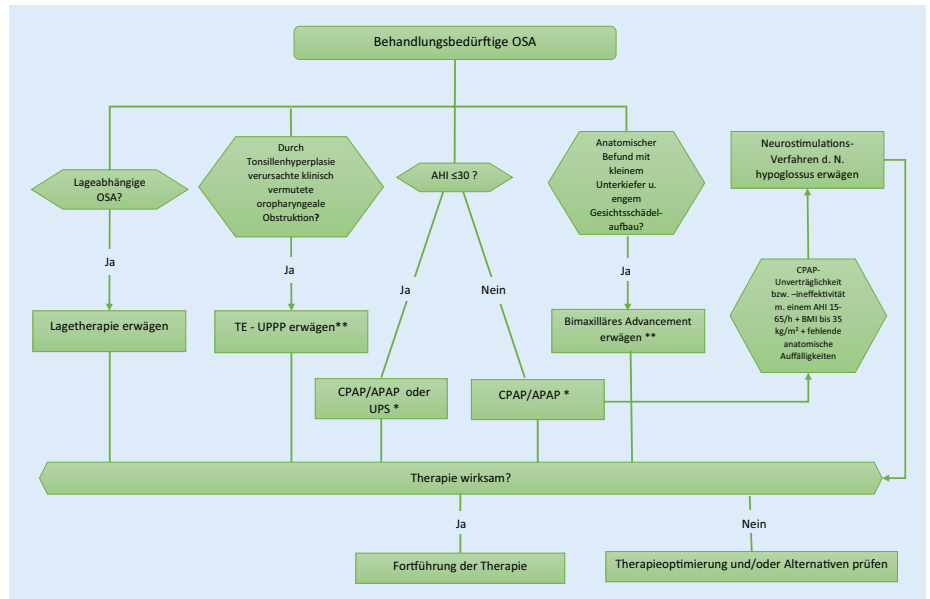 Behandlungsbedürftige OSA
Lageabhängige
OSA?
Durch
Tonsillenhyperplasie
verursachte klinisch
vermutete
oropharyngeale
Obstruktion?
AHI ≤30 ?
Anatomischer
Befund mit
kleinem
Unterkiefer u.
engem
Gesichtsschädel-
aufbau?
Neurostimulations-
Verfahren d. N.
hypoglossus erwägen
Ja
Ja
Ja
Nein
Ja
CPAP-
Unverträglichkeit
bzw. –ineffektivität
m. einem AHI 15-
65/h + BMI bis 35
kg/m² + fehlende
anatomische
Auffälligkeiten
Lagetherapie erwägen
TE - UPPP erwägen**
Bimaxilläres Advancement
erwägen **
CPAP/APAP oder
UPS *
CPAP/APAP *
Therapie wirksam?
Ja
Nein
Fortführung der Therapie
Therapieoptimierung und/oder Alternativen prüfen